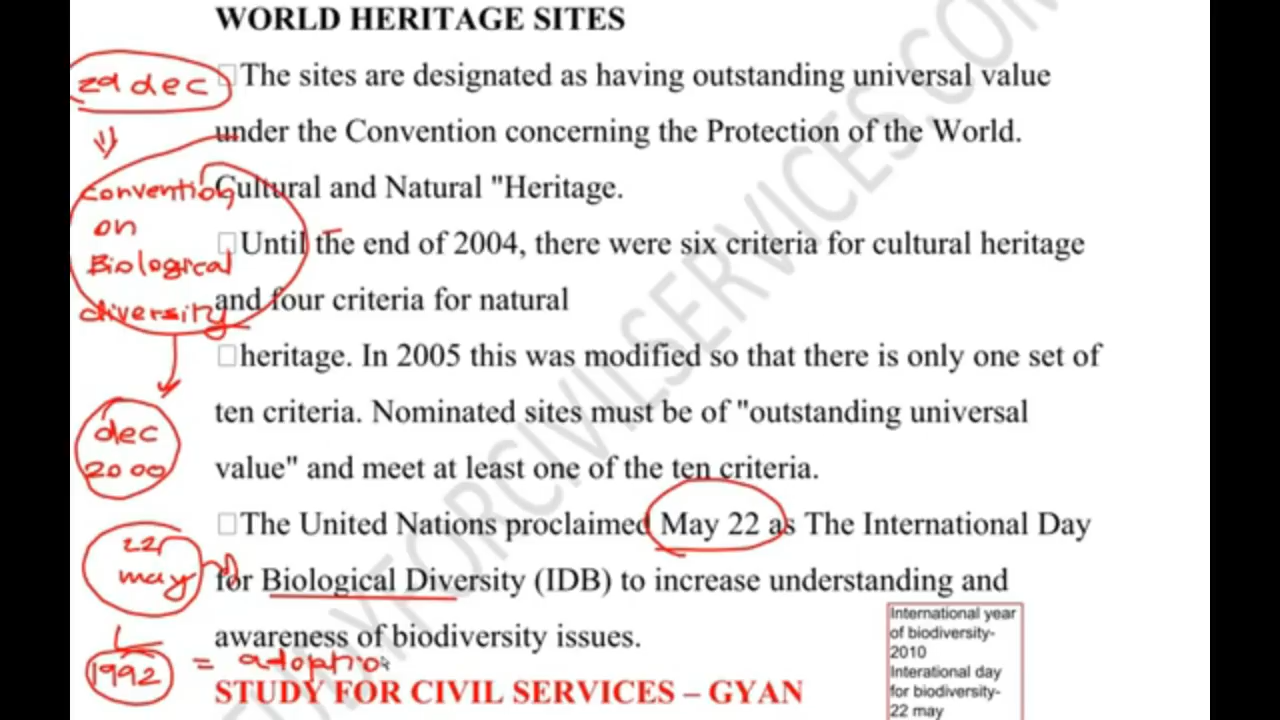 WORLD HERITAGE SITES
29 dec
The sites are designated as having outstanding universal value
under the Convention concerning the Protection of the World.
Cultural and Natural "Heritage.
Convention
on
Biological
diversity
Until the end of 2004, there were six criteria for cultural heritage
and four criteria for natural
heritage. In 2005 this was modified so that there is only one set of
ten criteria. Nominated sites must be of "outstanding universal
value" and meet at least one of the ten criteria.
dec
2000
The United Nations proclaimed May 22 as The International Day
for Biological Diversity (IDB) to increase understanding and
awareness of biodiversity issues.
22
may
1992 = adoptio
International year
of biodiversity-
2010
Interational day
for biodiversity-
22 may
STUDY FOR CIVIL SERVICES – GYAN
UDYFORCIVILSERVICES.COM